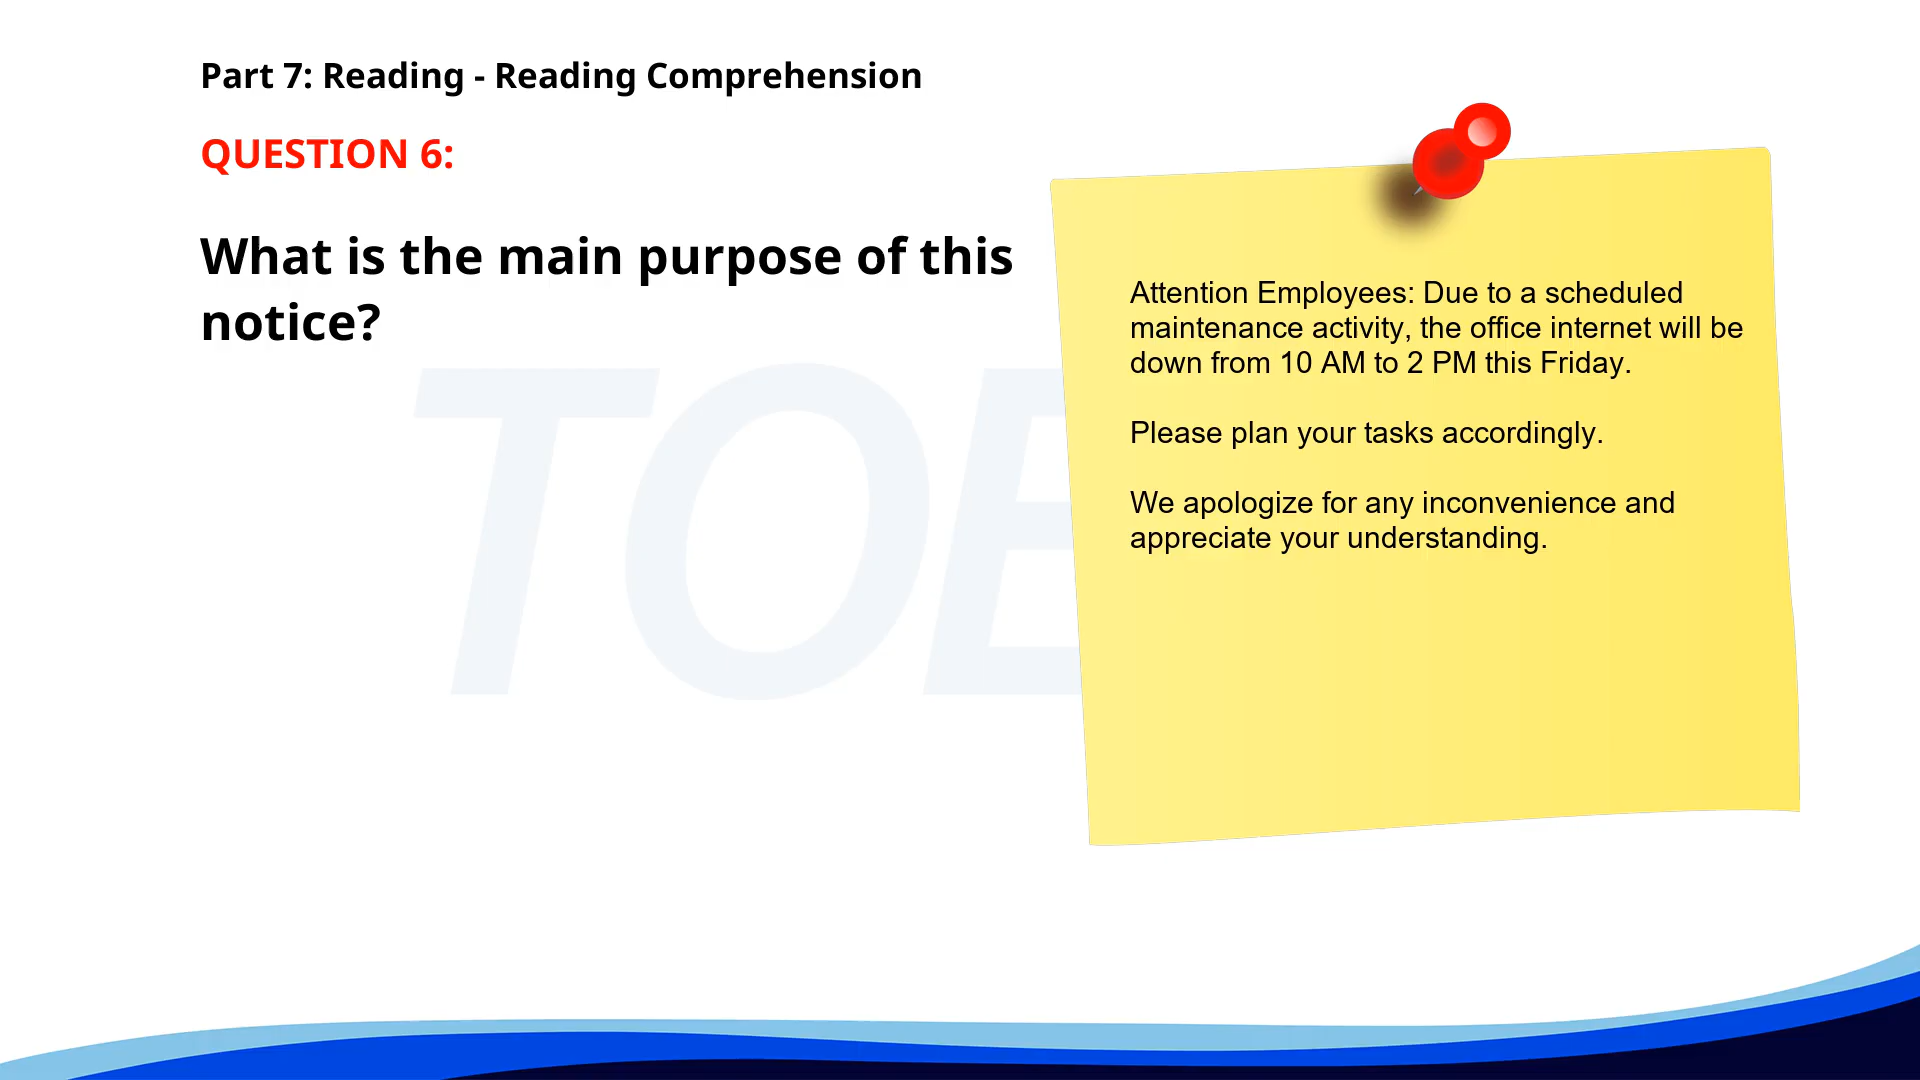 Part 7: Reading - Reading Comprehension
QUESTION 6:
What is the main purpose of this
notice?
Attention Employees: Due to a scheduled
maintenance activity, the office internet will be
down from 10 AM to 2 PM this Friday.
Please plan your tasks accordingly.
We apologize for any inconvenience and
appreciate your understanding.
TOE